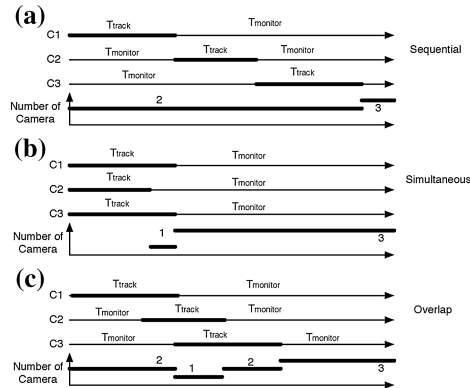 (a)
Ttrack Tmonitor
C1
Sequential
Tmonitor Ttrack Tmonitor
C2
Tmonitor Ttrack
C3
Number of Camera 2 3
(b)
Ttrack Tmonitor
C1
Simultaneous
Ttrack Tmonitor
C2
Ttrack Tmonitor
C3
Number of Camera 1 3
(c)
Ttrack Tmonitor
C1
Overlap
Tmonitor Ttrack Tmonitor
C2
Tmonitor Ttrack Tmonitor
C3
Number of Camera 2 1 2 3